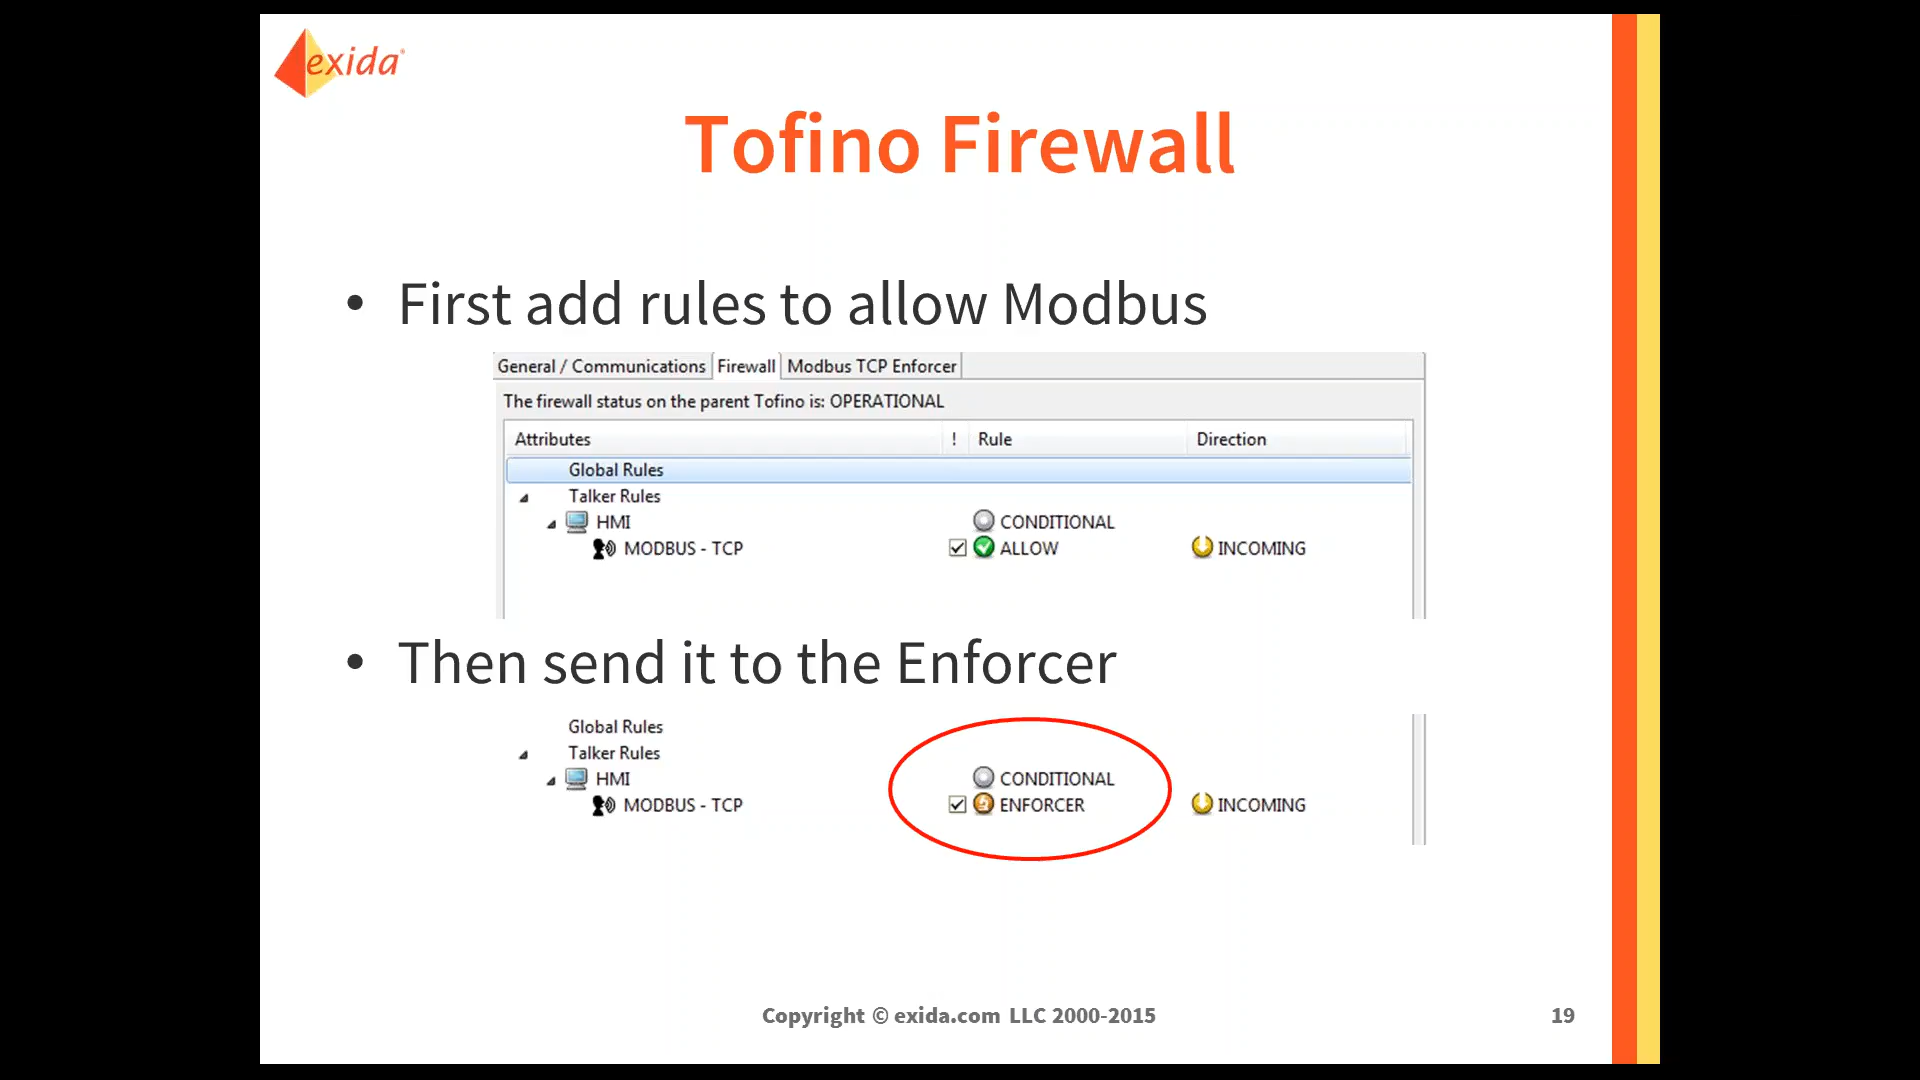 exida
Tofino Firewall
• First add rules to allow Modbus
General / Communications Firewall Modbus TCP Enforcer
The firewall status on the parent Tofino is: OPERATIONAL
Attributes ! Rule Direction
Global Rules
Talker Rules
HMI CONDITIONAL
MODBUS - TCP ALLOW INCOMING
• Then send it to the Enforcer
Global Rules
Talker Rules
HMI CONDITIONAL
MODBUS - TCP ENFORCER INCOMING
Copyright © exida.com LLC 2000-2015 19